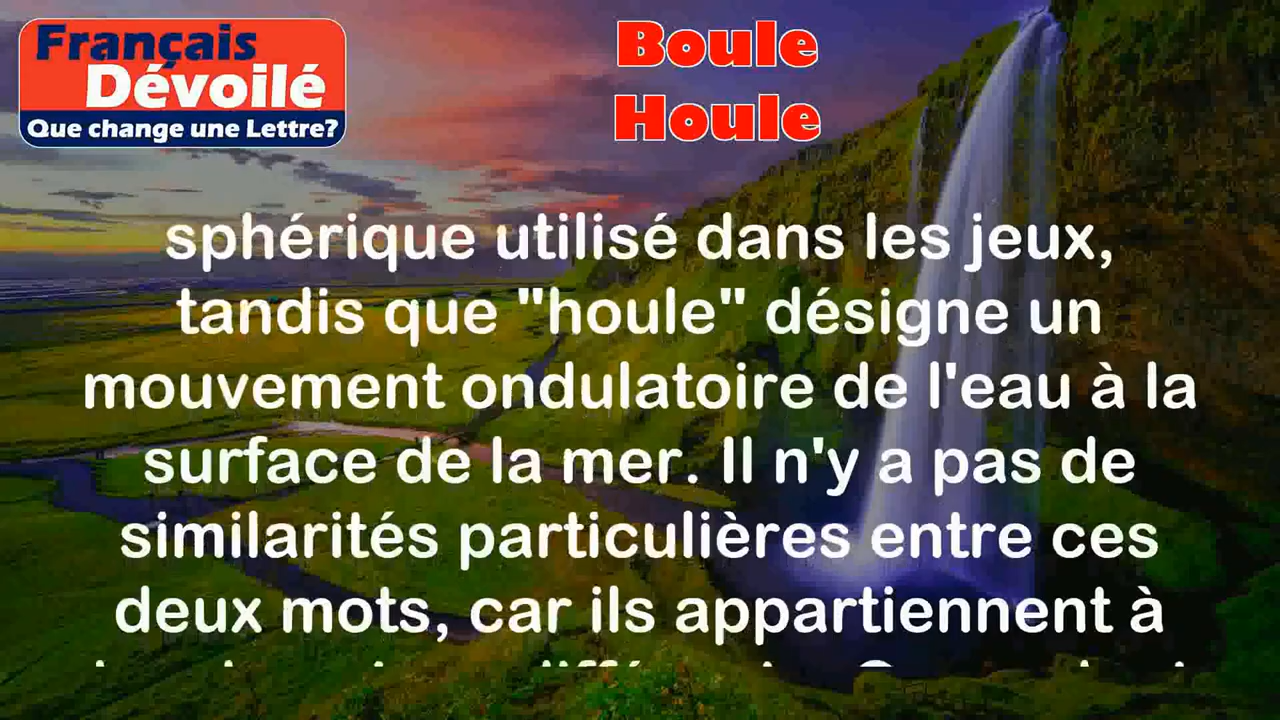 Français
Dévoilé
Que change une Lettre?
Boule
Houle
sphérique utilisé dans les jeux,
tandis que "houle" désigne un
mouvement ondulatoire de l'eau à la
surface de la mer. Il n'y a pas de
similarités particulières entre ces
deux mots, car ils appartiennent à